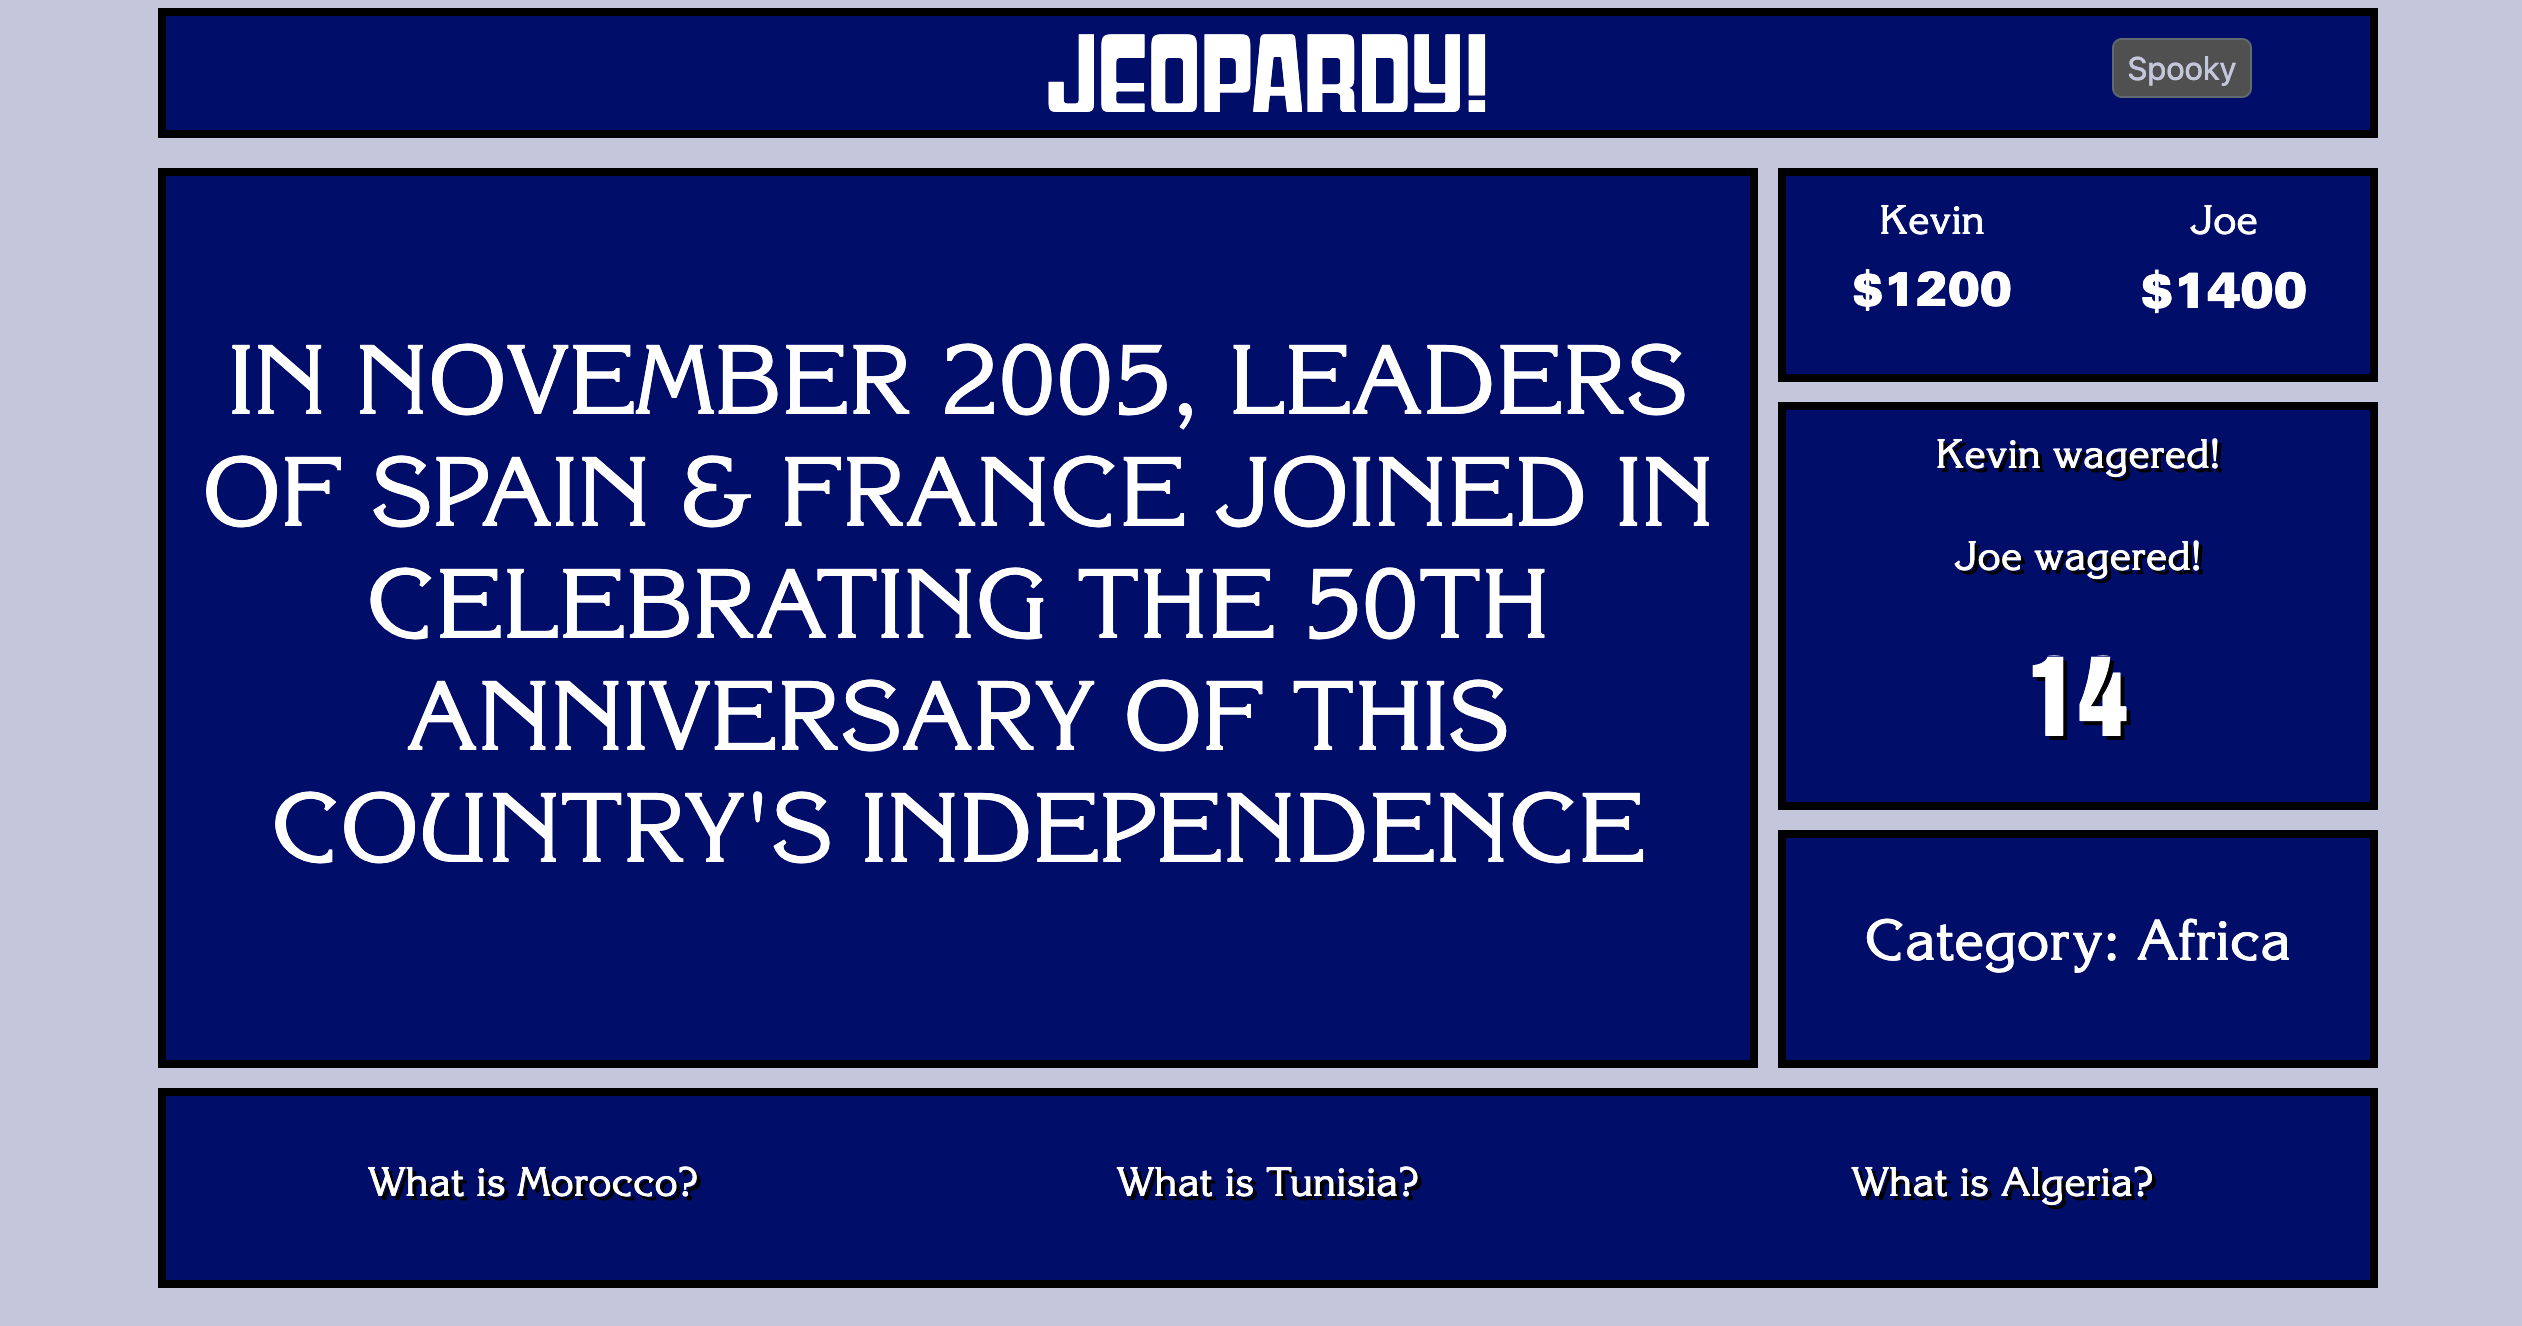 JEOPARDY!
Spooky
IN NOVEMBER 2005, LEADERS
OF SPAIN & FRANCE JOINED IN
CELEBRATING THE 50TH
ANNIVERSARY OF THIS
COUNTRY'S INDEPENDENCE
Kevin
$1200
Joe
$1400
Kevin wagered!
Joe wagered!
14
Category: Africa
What is Morocco?
What is Tunisia?
What is Algeria?